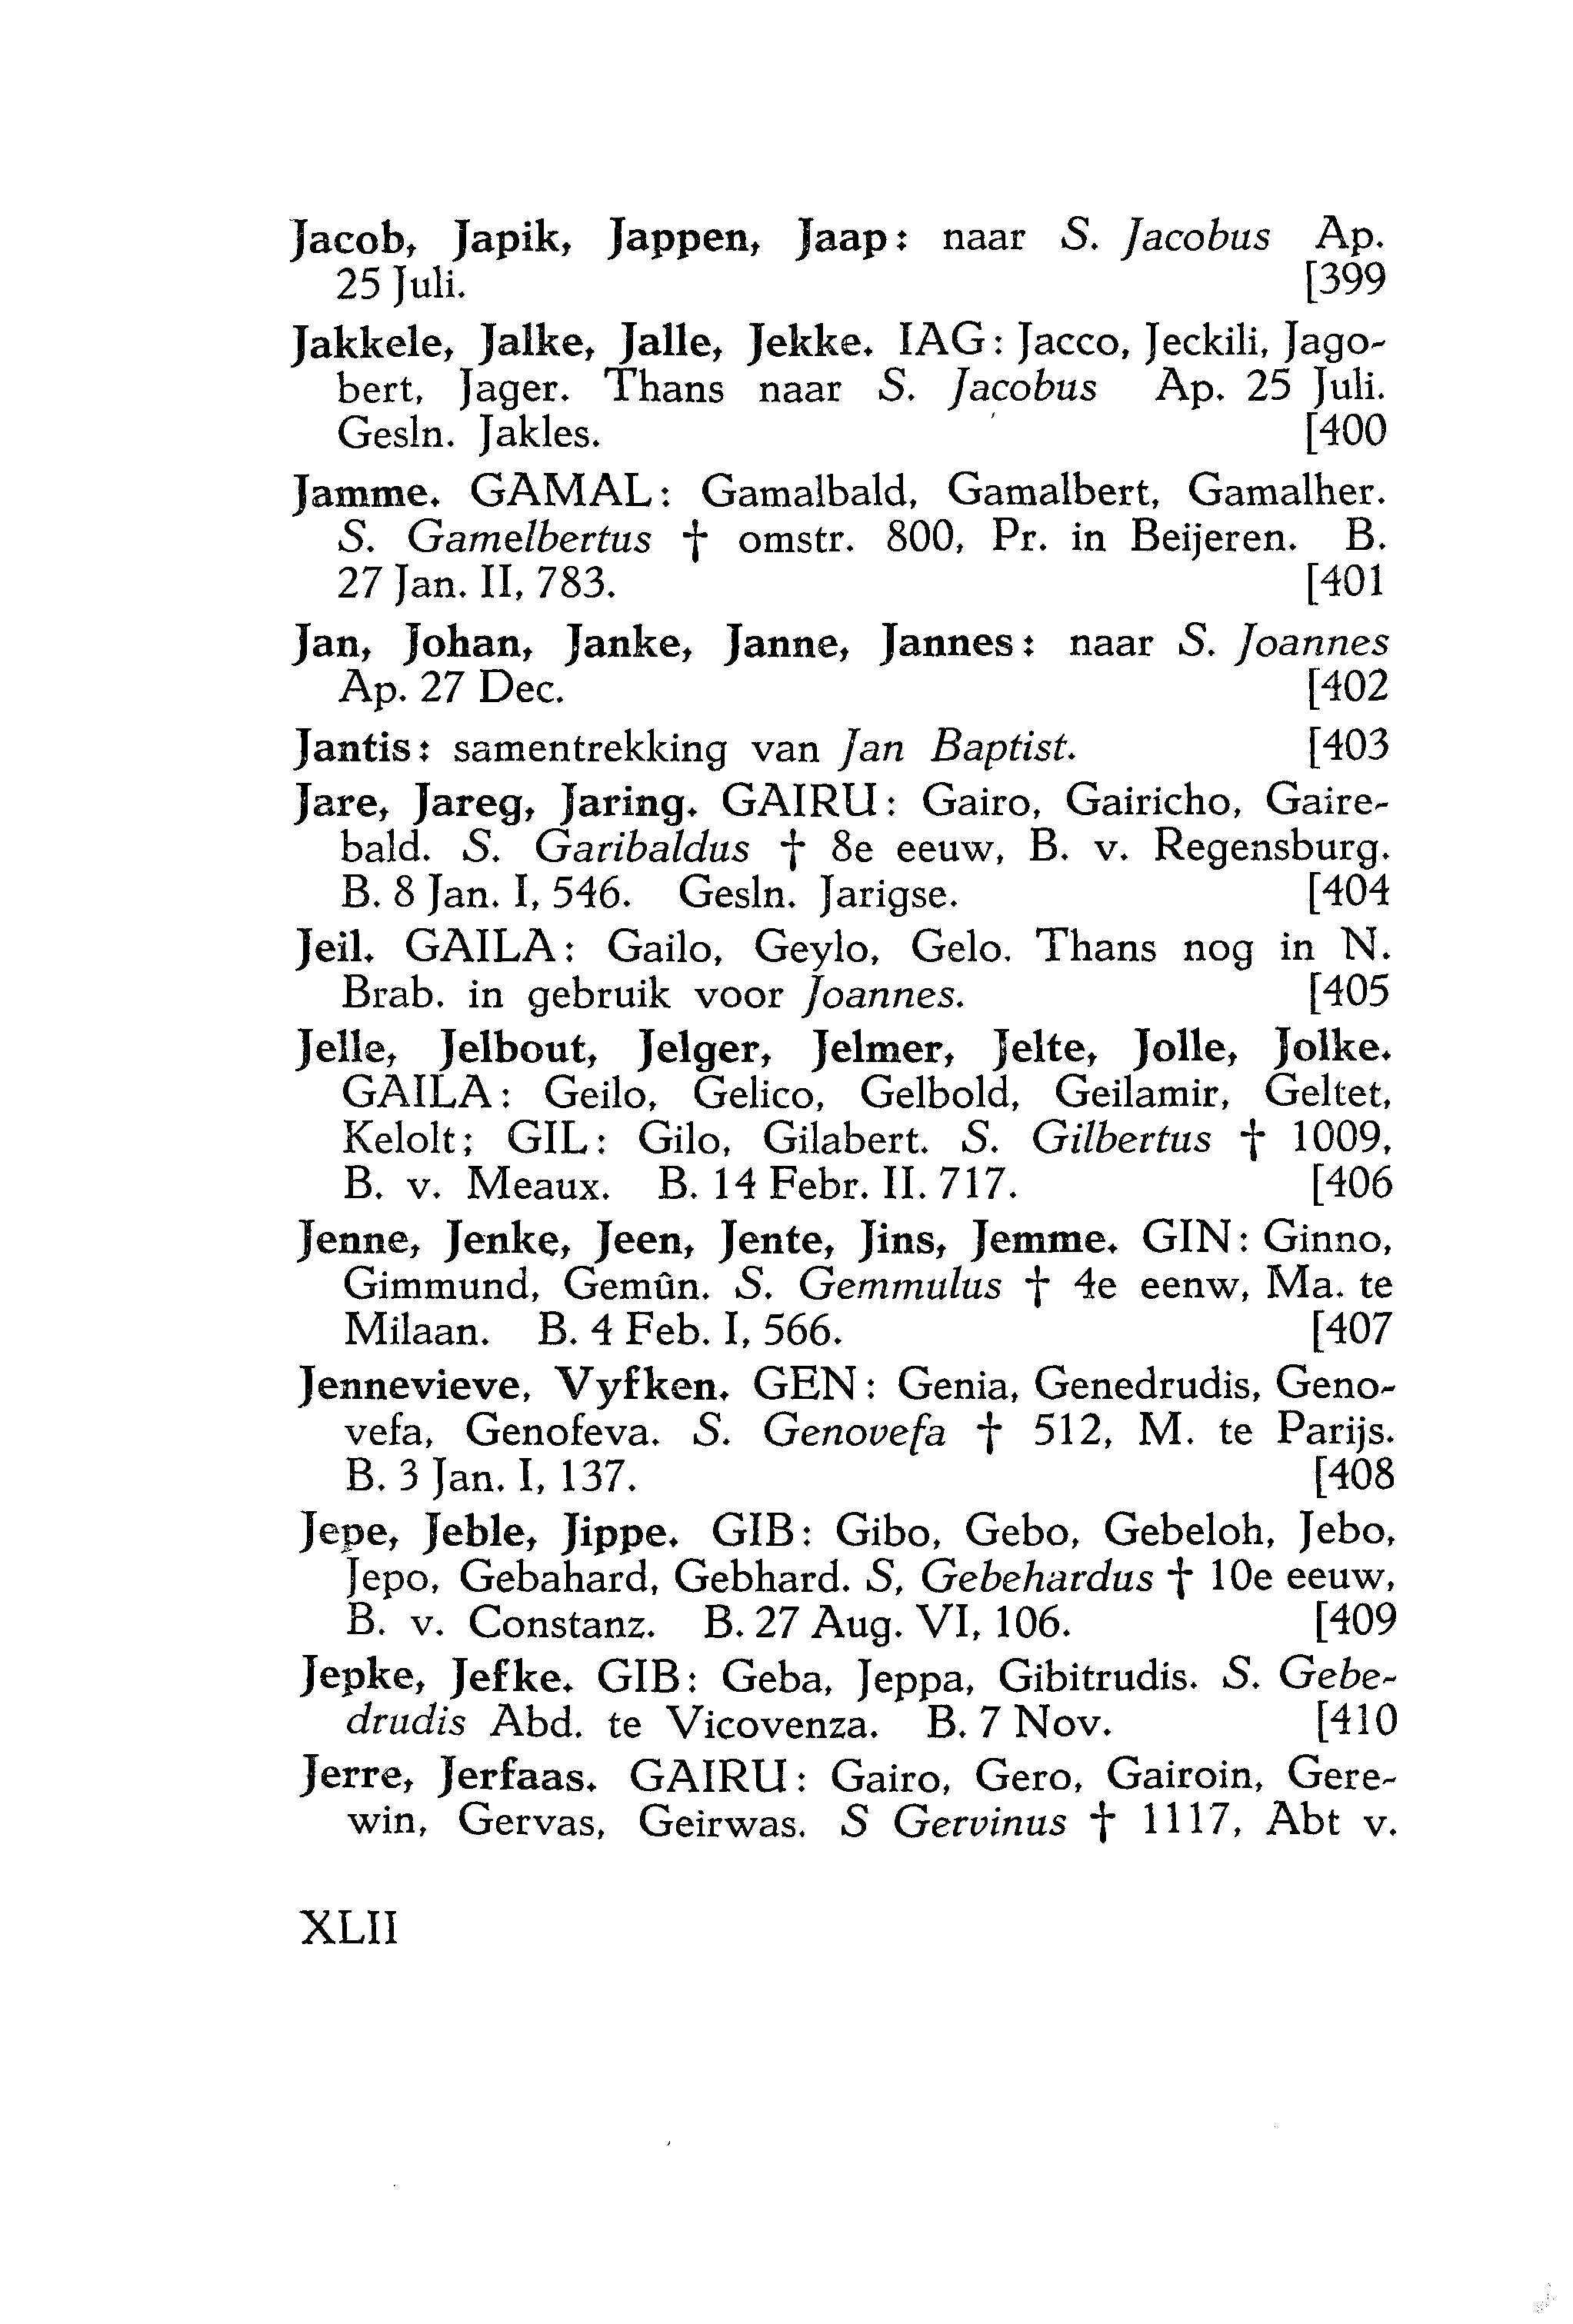 Jacob, Japik, Jappen, Jaap: naar S. Jacobus Ap.
25 Juli. [399
Jakkele, Jalke, Jalle, Jekke. IAG: Jacco, Jeckili, Jago-
bert, Jager. Thans naar S. Jacobus Ap. 25 Juli.
Gesln. Jakles. [400
Jamme. GAMAL: Gamalbald, Gamalbert, Gamalher.
S. Gamelbertus † omstr. 800, Pr. in Beijeren. B.
27 Jan. II, 783. [401
Jan, Johan, Janke, Janne, Jannes: naar S. Joannes
Ap. 27 Dec. [402
Jantis: samentrekking van Jan Baptist. [403
Jare, Jareg, Jaring. GAIRU: Gairo, Gairicho, Gaire-
bald. S. Garibaldus † 8e eeuw, B. v. Regensburg.
B. 8 Jan. I, 546. Gesln. Jarigse. [404
Jeil. GAILA: Gailo, Geylo, Gelo. Thans nog in N.
Brab. in gebruik voor Joannes. [405
Jelle, Jelbout, Jelger, Jelmer, Jelte, Jolle, Jolke.
GAILA: Geilo, Gelico, Gelbold, Geilamir, Geltet,
Kelolt; GIL: Gilo, Gilabert. S. Gilbertus † 1009,
B. v. Meaux. B. 14 Febr. II. 717. [406
Jenne, Jenke, Jeen, Jente, Jins, Jemme. GIN: Ginno,
Gimmund, Gemûn. S. Gemmulus † 4e eenw, Ma. te
Milaan. B. 4 Feb. I, 566. [407
Jennevieve, Vyfken. GEN: Genia, Genedrudis, Geno-
vefa, Genofeva. S. Genovefa † 512, M. te Parijs.
B. 3 Jan. I, 137. [408
Jepe, Jeble, Jippe. GIB: Gibo, Gebo, Gebeloh, Jebo,
Jepo, Gebahard, Gebhard. S, Gebehardus † 10e eeuw,
B. v. Constanz. B. 27 Aug. VI, 106. [409
Jepke, Jefke. GIB: Geba, Jeppa, Gibitrudis. S. Gebe-
drudis Abd. te Vicovenza. B. 7 Nov. [410
Jerre, Jerfaas. GAIRU: Gairo, Gero, Gairoin, Gere-
win, Gervas, Geirwas. S Gervinus † 1117, Abt v.
XLII